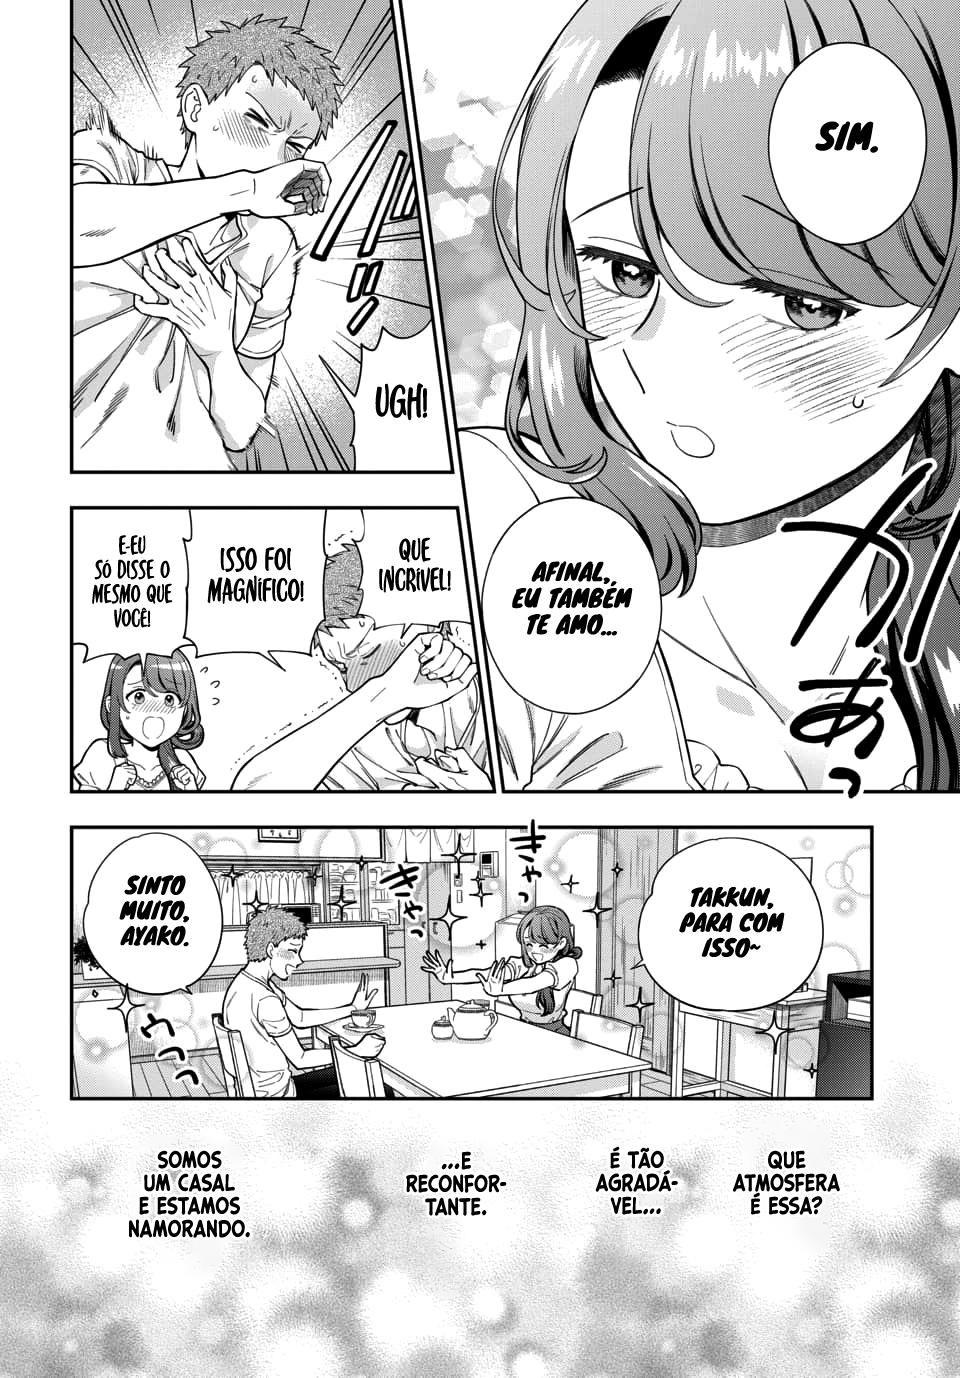 SIM.
AFINAL,
EU TAMBÉM
TE AMO...
UGH!
QUE
INCRÍVEL!
ISSO FOI
MAGNÍFICO!
E-EU
SÓ DISSE O
MESMO QUE
VOCÊ!
TAKKUN,
PARA COM
ISSO~
SINTO
MUITO,
AYAKO.
QUE
ATMOSFERA
É ESSA?
É TÃO
AGRADÁ-
VEL...
...E
RECONFOR-
TANTE.
SOMOS
UM CASAL
E ESTAMOS
NAMORANDO.